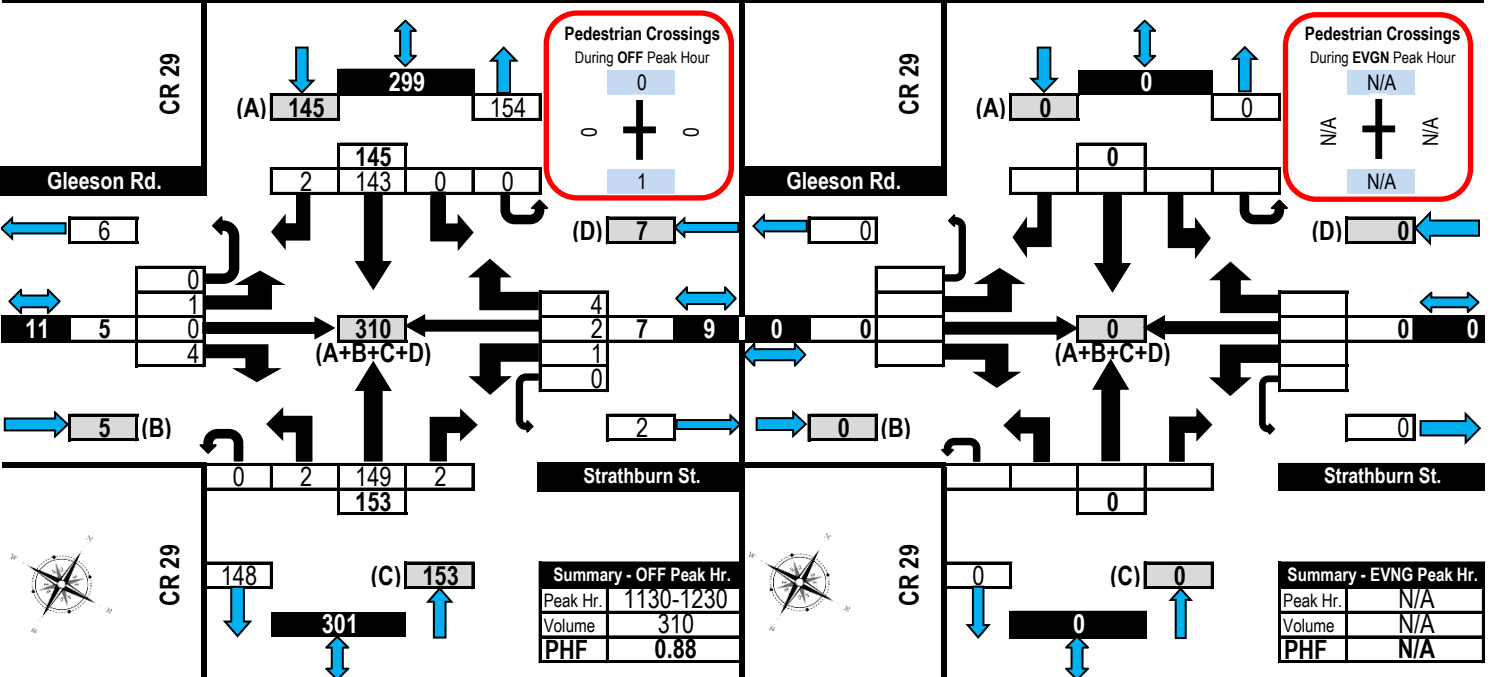 CR 29
299
(A) 145
154
Pedestrian Crossings
During OFF Peak Hour
0
0 0
1
145
2 143 0 0
Gleeson Rd.
6
(D) 7
0
1
11 5 0
4
310
(A+B+C+D)
4
2 7 9
1
0
5 (B)
2
0 2 149 2
153
Strathburn St.
CR 29
148
(C) 153
301
Summary - OFF Peak Hr.
Peak Hr. 1130-1230
Volume 310
PHF 0.88
CR 29
0
(A) 0
0
Pedestrian Crossings
During EVGN Peak Hour
N/A
N/A N/A
N/A
0
Gleeson Rd.
0
(D) 0
0 0
0
(A+B+C+D)
0 0
0 (B)
0
0
Strathburn St.
CR 29
0
(C) 0
0
Summary - EVNG Peak Hr.
Peak Hr. N/A
Volume N/A
PHF N/A